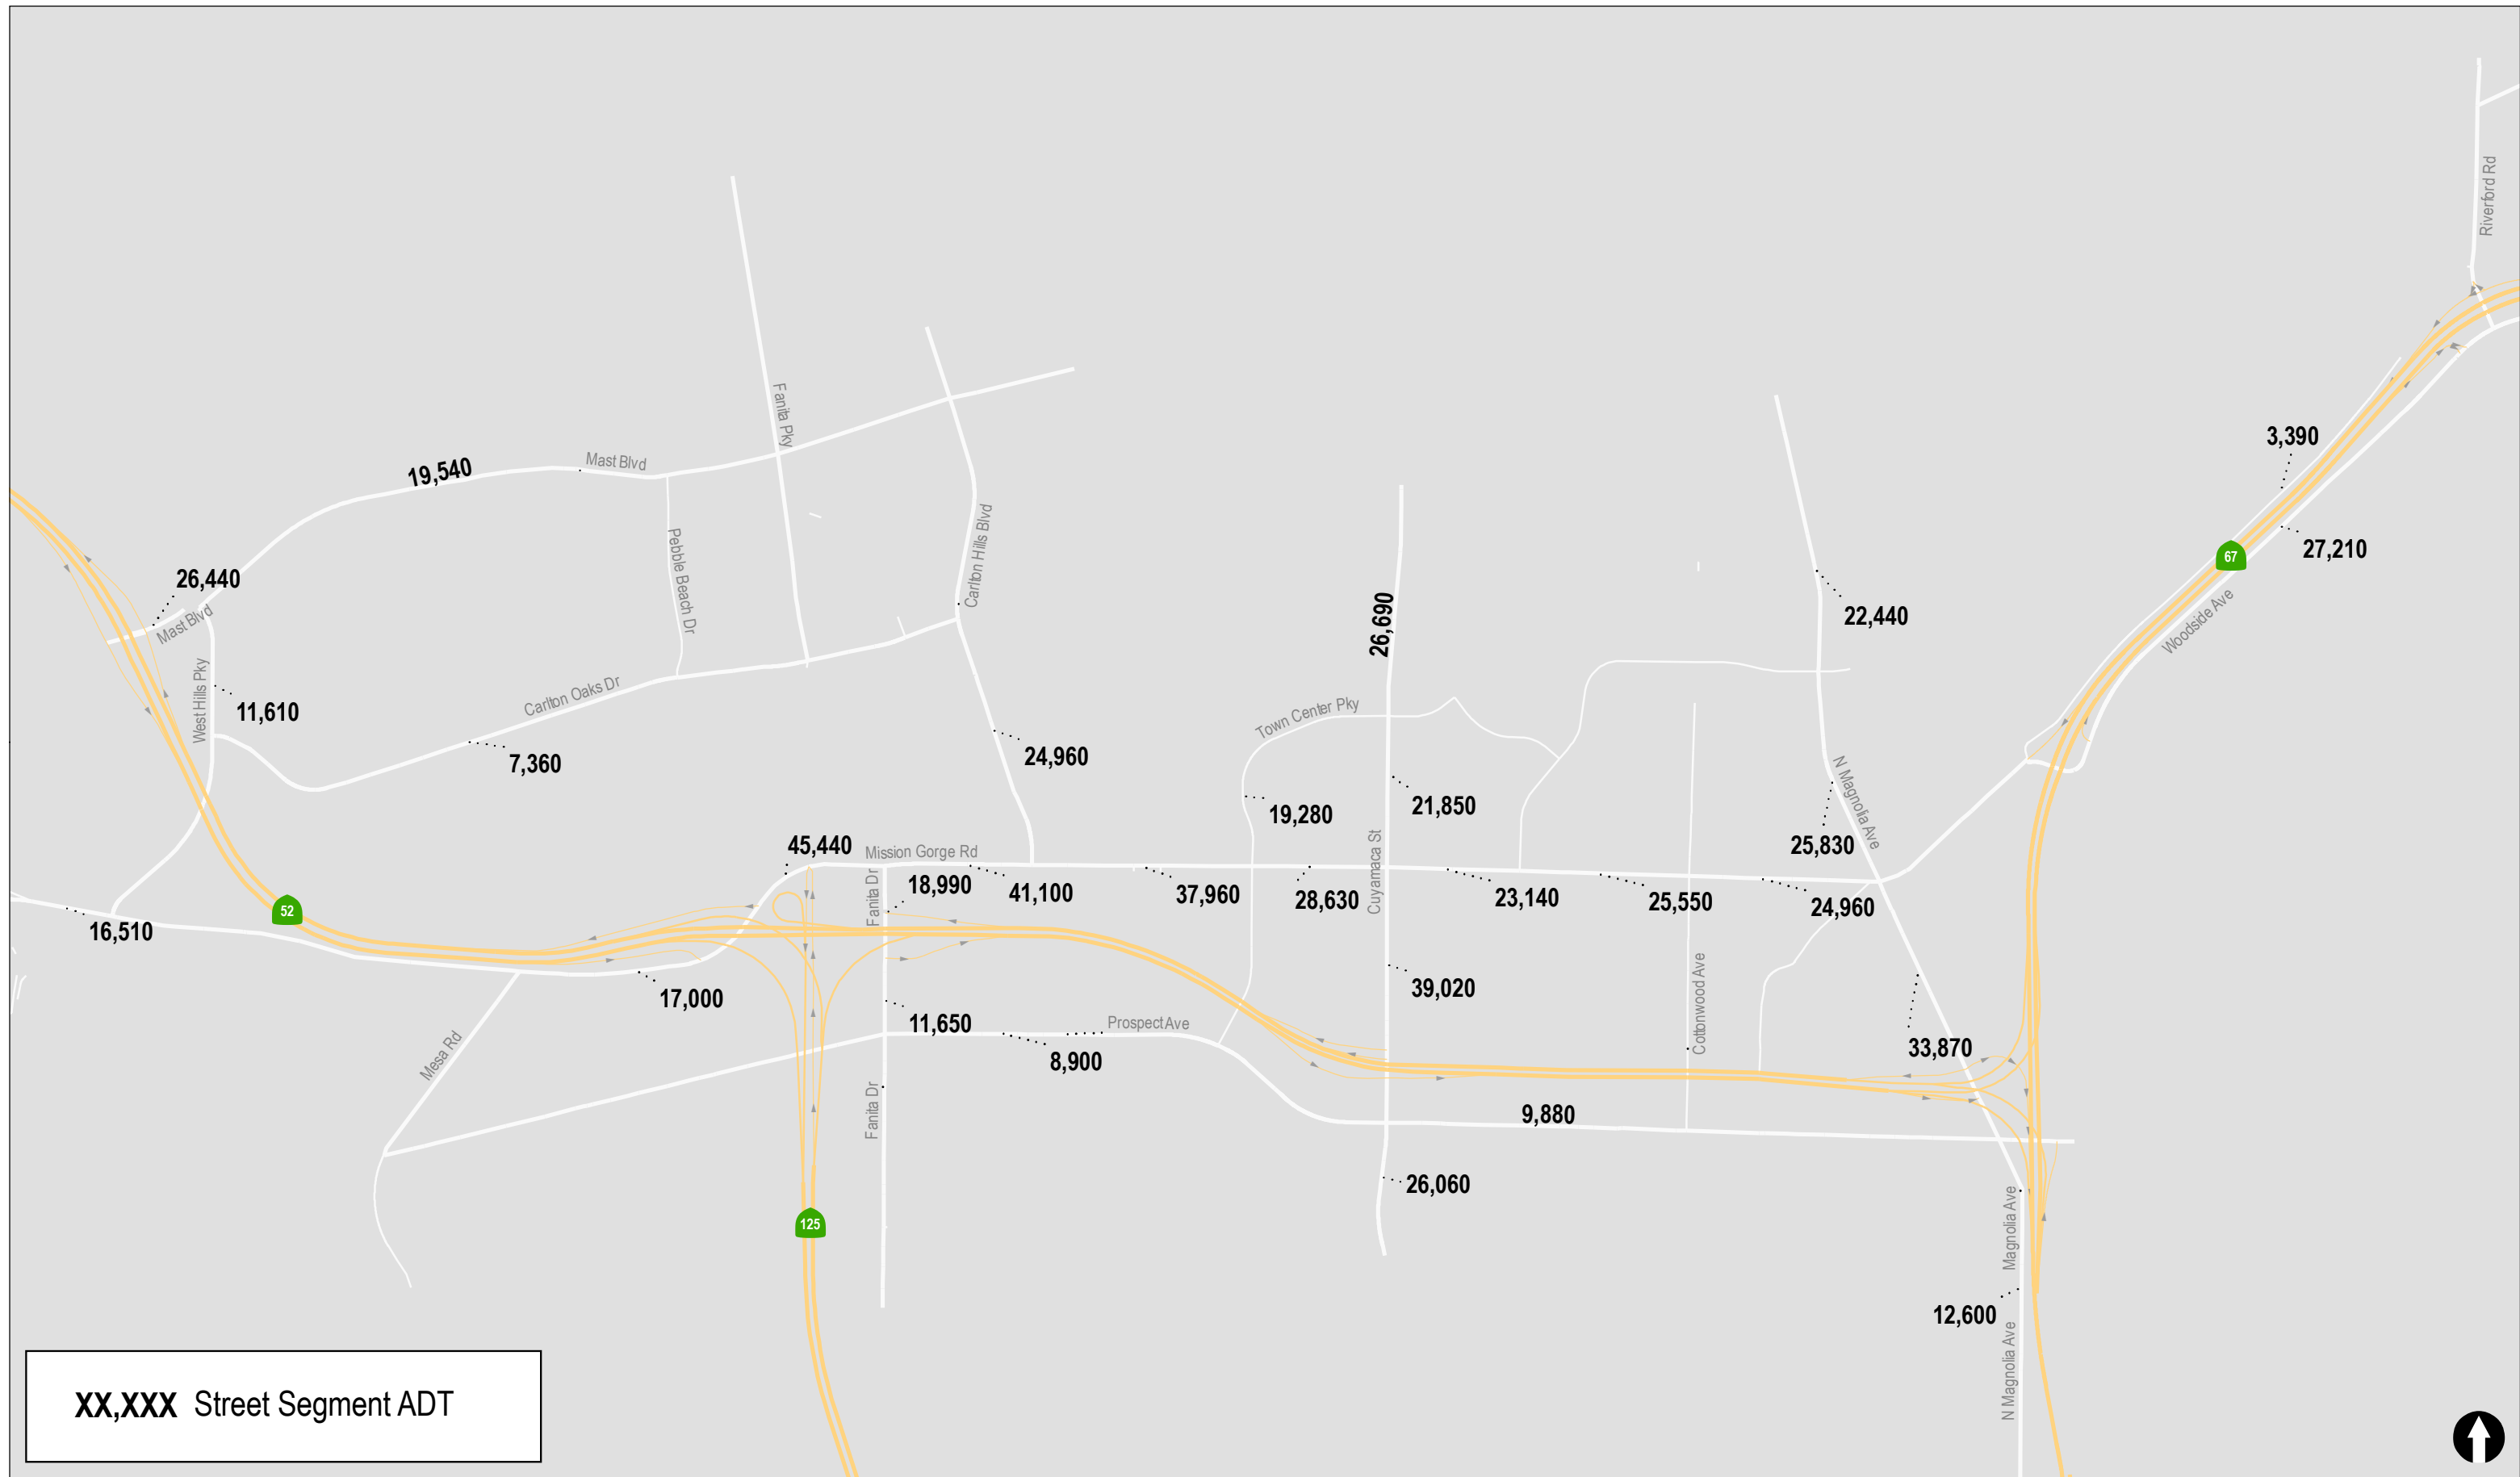 Riverford Rd
Fanita Pky
3,390
Mast Blvd
19,540
27,210
67
Woodside Ave
Pebble Beach Dr
Carlton Hills Blvd
26,440
Mast Blvd
26,690
22,440
West Hills Pky
11,610
Carlton Oaks Dr
7,360
24,960
Town Center Pky
19,280
21,850
N Magnolia Ave
25,830
45,440
Mission Gorge Rd
Fanita Dr
18,990
41,100
37,960
28,630
Cuyamaca St
23,140
25,550
24,960
52
16,510
17,000
39,020
Cottonwood Ave
11,650
Prospect Ave
8,900
33,870
Mesa Rd
Fanita Dr
9,880
26,060
125
Magnolia Ave
12,600
N Magnolia Ave
XX,XXX Street Segment ADT